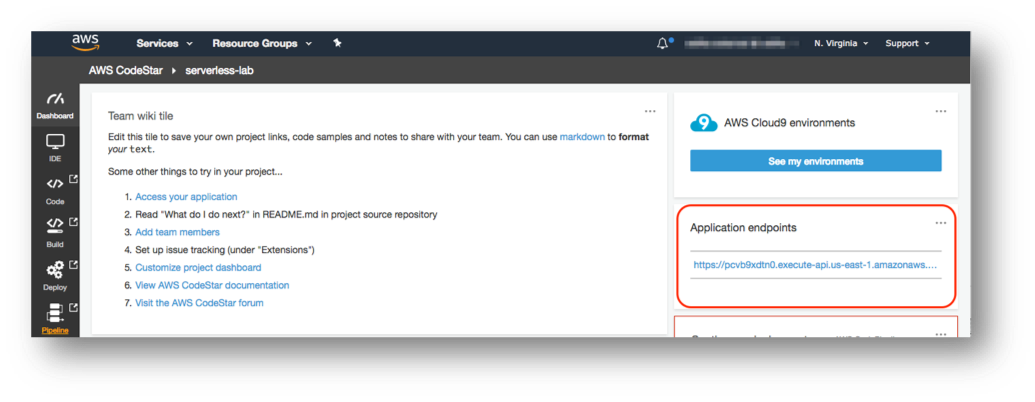 aws
Services Resource Groups N. Virginia Support
AWS CodeStar serverless-lab
Dashboard
IDE
Code
Build
Deploy
Pipeline
Team wiki tile
Edit this tile to save your own project links, code samples and notes to share with your team. You can use markdown to format
your text.
Some other things to try in your project...
1. Access your application
2. Read "What do I do next?" in README.md in project source repository
3. Add team members
4. Set up issue tracking (under "Extensions")
5. Customize project dashboard
6. View AWS CodeStar documentation
7. Visit the AWS CodeStar forum
9 AWS Cloud9 environments
See my environments
Application endpoints
https://pcvb9xdtn0.execute-api.us-east-1.amazonaws....